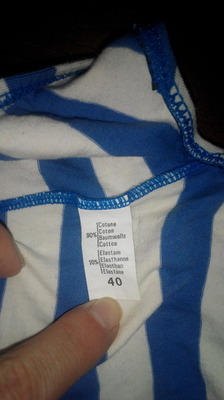 Cotone
Coton
90% Baumwolle
Cotton
Elastam
10% Elasthanne
Elasthan
Elastane
40